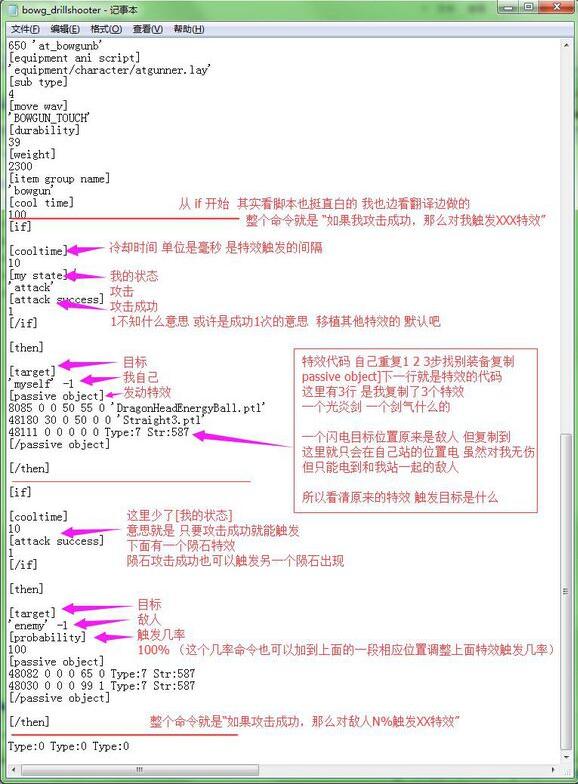 bowg_drillshooter - 记事本
文件(F) 编辑(E) 格式(O) 查看(V) 帮助(H)
650 'at_bowgunb'
[equipment ani script]
'equipment/character/atgunner.lay'
[sub type]
4
[move wav]
'BOWGUN_TOUCH'
[durability]
39
[weight]
2300
[item group name]
'bowgun'
[cool time] 从 if 开始 其实看脚本也挺直白的 我也边看翻译边做的
100 整个命令就是 “如果我攻击成功，那么对我触发XXX特效”
[if]
[cooltime] 冷却时间 单位是毫秒 是特效触发的间隔
10
[my state] 我的状态
'attack' 攻击
[attack success] 攻击成功
1 1不知什么意思 或许是成功1次的意思 移植其他特效的 默认吧
[/if]
[then]
[target] 目标
'myself' -1 我自己
[passive object] 发动特效
8085 0 0 50 55 0 'DragonHeadEnergyBall.ptl'
48180 30 0 50 0 0 'Straight3.ptl'
48111 0 0 0 0 0 Type:7 Str:587
[/passive object]
[/then]
特效代码 自己重复1 2 3步找别装备复制
passive object]下一行就是特效的代码
这里有3行 是我复制了3个特效
一个光炎剑 一个剑气什么的
一个闪电目标位置原来是敌人 但复制到
这里就只会在自己站的位置电 虽然对我无伤
但只能电到和我站一起的敌人
所以看清原来的特效 触发目标是什么
[if]
[cooltime] 这里少了[我的状态]
10 意思就是 只要攻击成功就能触发
[attack success] 下面有一个陨石特效
1 陨石攻击成功也可以触发另一个陨石出现
[/if]
[then]
[target] 目标
'enemy' -1 敌人
[probability] 触发几率
100 100% （这个几率命令也可以加到上面的一段相应位置调整上面特效触发几率）
[passive object]
48082 0 0 0 65 0 Type:7 Str:587
48030 0 0 0 99 1 Type:7 Str:587
[/passive object]
[/then] 整个命令就是“如果攻击成功，那么对敌人N%触发XX特效”
Type:0 Type:0 Type:0